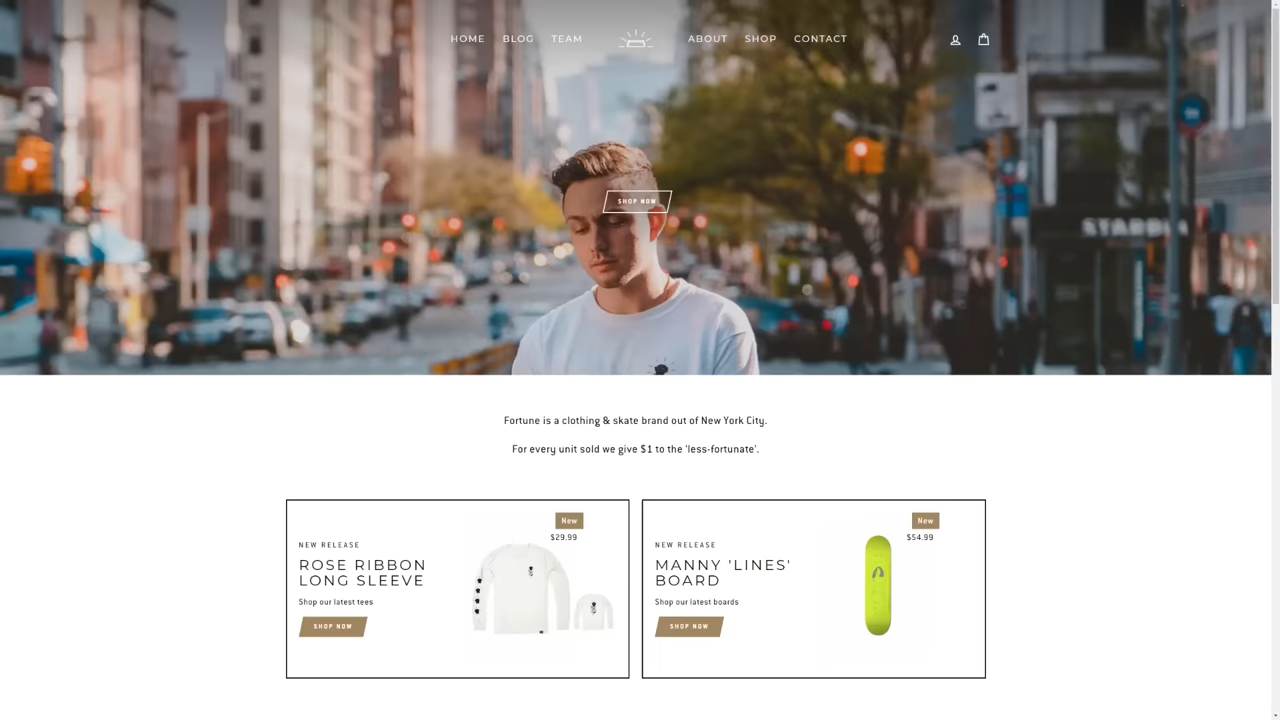 HOME BLOG TEAM ABOUT SHOP CONTACT
SHOP NOW
Fortune is a clothing & skate brand out of New York City.
For every unit sold we give $1 to the 'less-fortunate'.
New
$29.99
NEW RELEASE
ROSE RIBBON
LONG SLEEVE
Shop our latest tees
SHOP NOW
New
$54.99
NEW RELEASE
MANNY 'LINES'
BOARD
Shop our latest boards
SHOP NOW